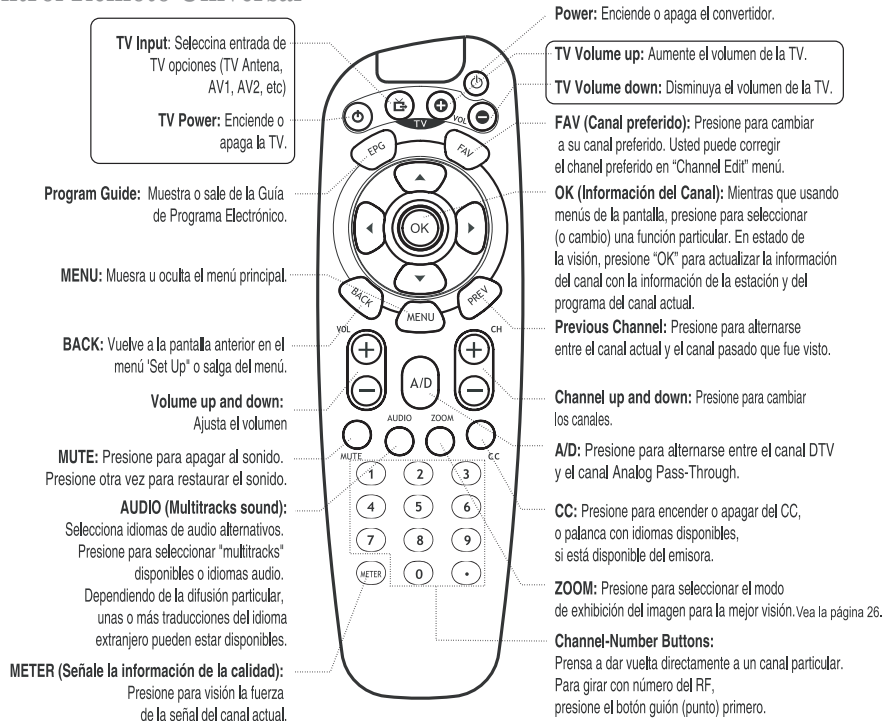 Control Remoto Universal
TV Input: Seleccina entrada de
TV opciones (TV Antena,
AV1, AV2, etc)
TV Power: Enciende o
apaga la TV.
Program Guide: Muestra o sale de la Guía
de Programa Electrónico.
MENU: Muesra u oculta el menú principal.
BACK: Vuelve a la pantalla anterior en el
menú 'Set Up" o salga del menú.
Volume up and down:
Ajusta el volumen
MUTE: Presione para apagar al sonido.
Presione otra vez para restaurar el sonido.
AUDIO (Multitracks sound):
Selecciona idiomas de audio alternativos.
Presione para seleccionar "multitracks"
disponibles o idiomas audio.
Dependiendo de la difusión particular,
unas o más traducciones del idioma
extranjero pueden estar disponibles.
METER (Señale la información de la calidad):
Presione para visión la fuerza
de la señal del canal actual.
TV
VOL
EPG
FAV
OK
BACK
PREV
MENU
VOL
CH
A/D
AUDIO
ZOOM
MUTE
CC
1 2 3
4 5 6
7 8 9
METER 0 •
Power: Enciende o apaga el convertidor.
TV Volume up: Aumente el volumen de la TV.
TV Volume down: Disminuya el volumen de la TV.
FAV (Canal preferido): Presione para cambiar
a su canal preferido. Usted puede corregir
el chanel preferido en “Channel Edit” menú.
OK (Información del Canal): Mientras que usando
menús de la pantalla, presione para seleccionar
(o cambio) una función particular. En estado de
la visión, presione “OK” para actualizar la información
del canal con la información de la estación y del
programa del canal actual.
Previous Channel: Presione para alternarse
entre el canal actual y el canal pasado que fue visto.
Channel up and down: Presione para cambiar
los canales.
A/D: Presione para alternarse entre el canal DTV
y el canal Analog Pass-Through.
CC: Presione para encender o apagar del CC,
o palanca con idiomas disponibles,
si está disponible del emisora.
ZOOM: Presione para seleccionar el modo
de exhibición del imagen para la mejor visión.Vea la página 26.
Channel-Number Buttons:
Prensa a dar vuelta directamente a un canal particular.
Para girar con número del RF,
presione el botón guión (punto) primero.